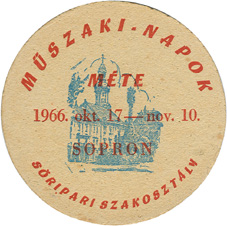 MŰSZAKI-NAPOK
MÉTE
1966. okt. 17—nov. 10.
SOPRON
SÖRIPARI SZAKOSZTÁLY